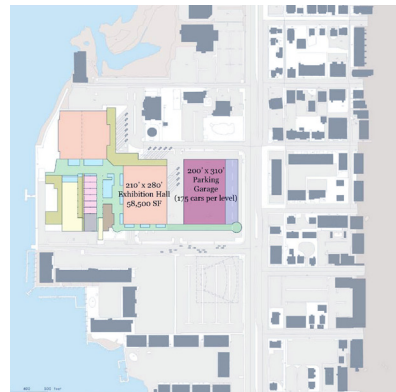 210' x 280'
Exhibition Hall
58,500 SF
200' x 310'
Parking
Garage
(175 cars per level)